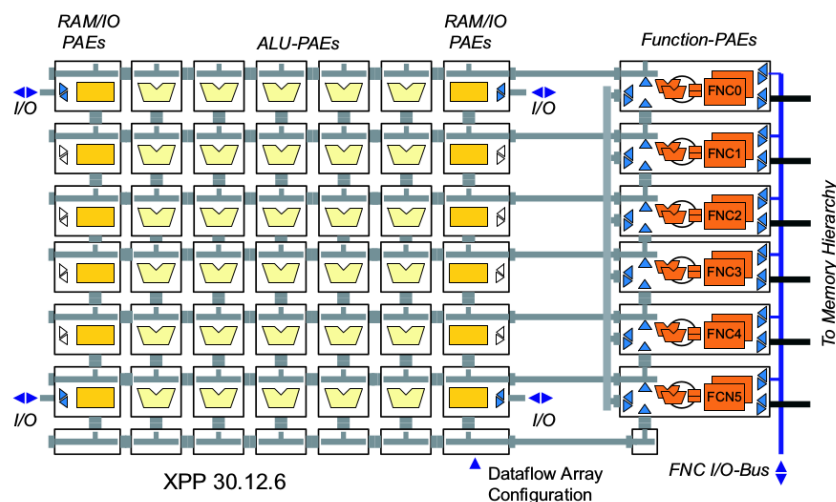 RAM/IO
PAEs
ALU-PAEs
RAM/IO
PAEs
Function-PAEs
I/O
I/O
FNC0
FNC1
FNC2
FNC3
FNC4
FCN5
To Memory Hierarchy
I/O
I/O
FNC I/O-Bus
XPP 30.12.6
Dataflow Array
Configuration